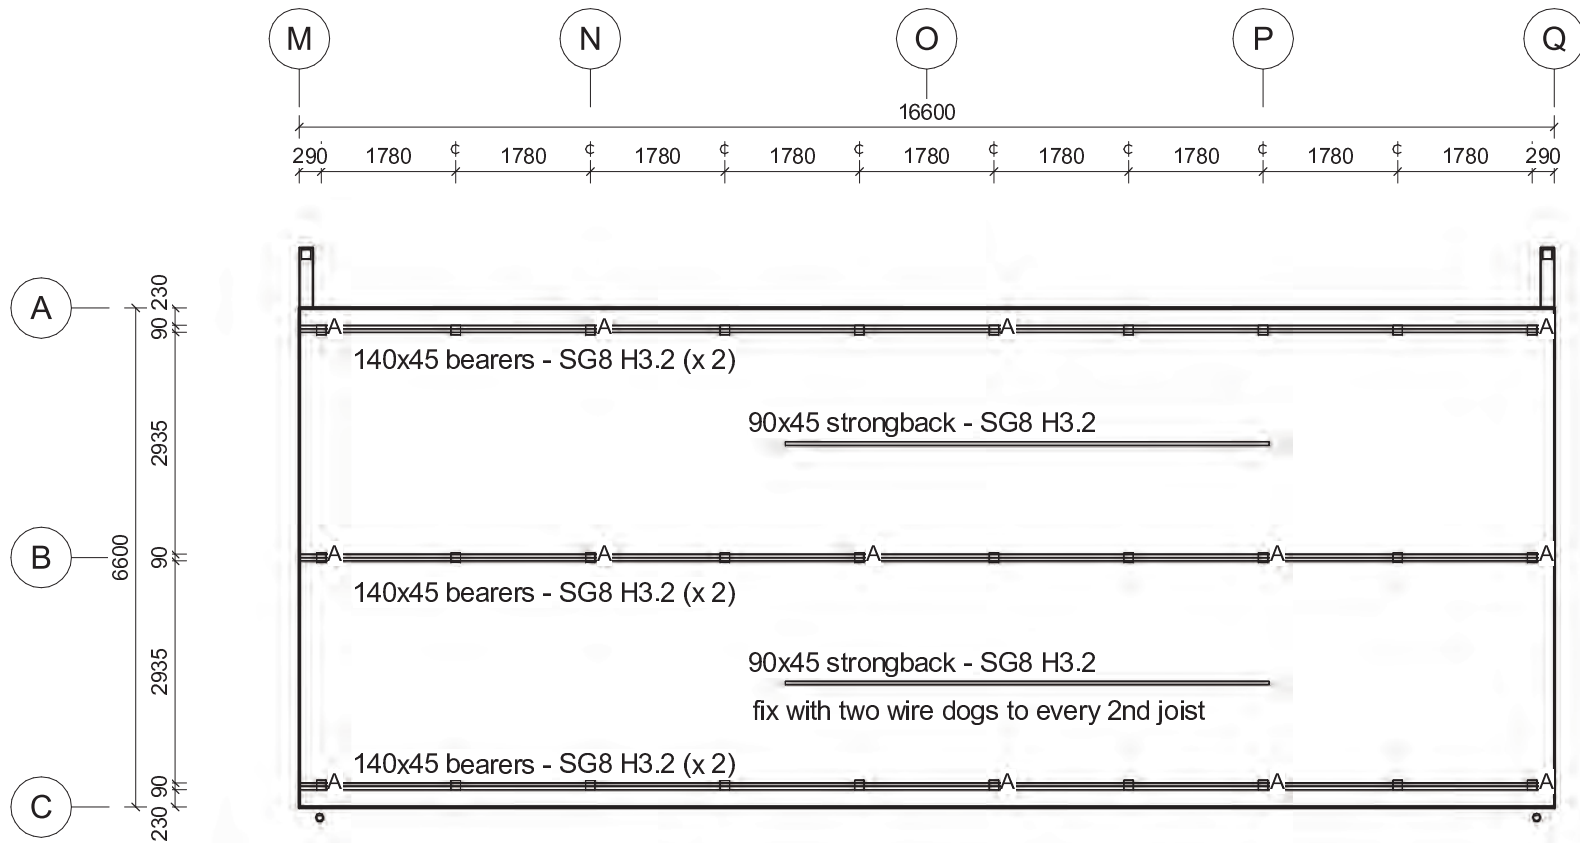 M N O P Q
16600
290 1780 ℄ 1780 ℄ 1780 ℄ 1780 ℄ 1780 ℄ 1780 ℄ 1780 ℄ 1780 ℄ 1780 290
230
A
90 A A A A
140x45 bearers - SG8 H3.2 (x 2)
90x45 strongback - SG8 H3.2
2935
6600
B
90 A A A A A
140x45 bearers - SG8 H3.2 (x 2)
90x45 strongback - SG8 H3.2
2935
fix with two wire dogs to every 2nd joist
140x45 bearers - SG8 H3.2 (x 2)
90 A A A A
C
230